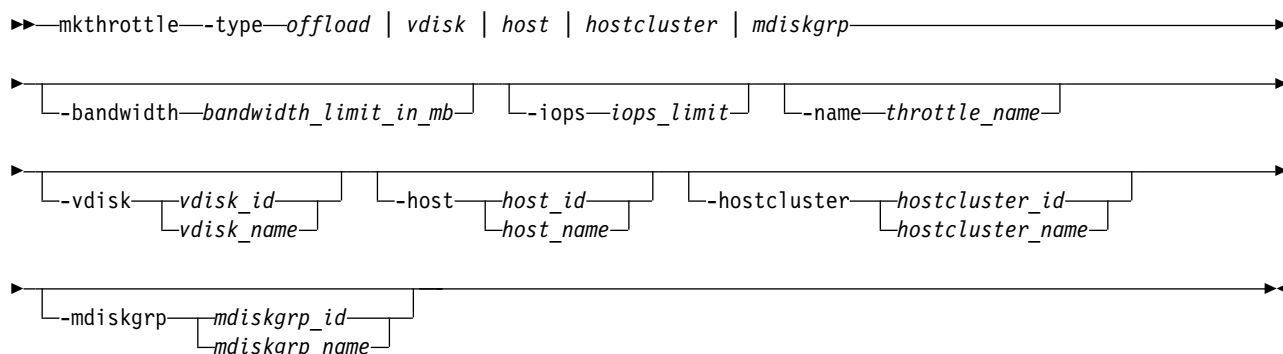 mkthrottle -type offload | vdisk | host | hostcluster | mdiskgrp
-bandwidth bandwidth_limit_in_mb -iops iops_limit -name throttle_name
-vdisk vdisk_id -host host_id -hostcluster hostcluster_id
vdisk_name host_name hostcluster_name
-mdiskgrp mdiskgrp_id
mdiskgrp_name